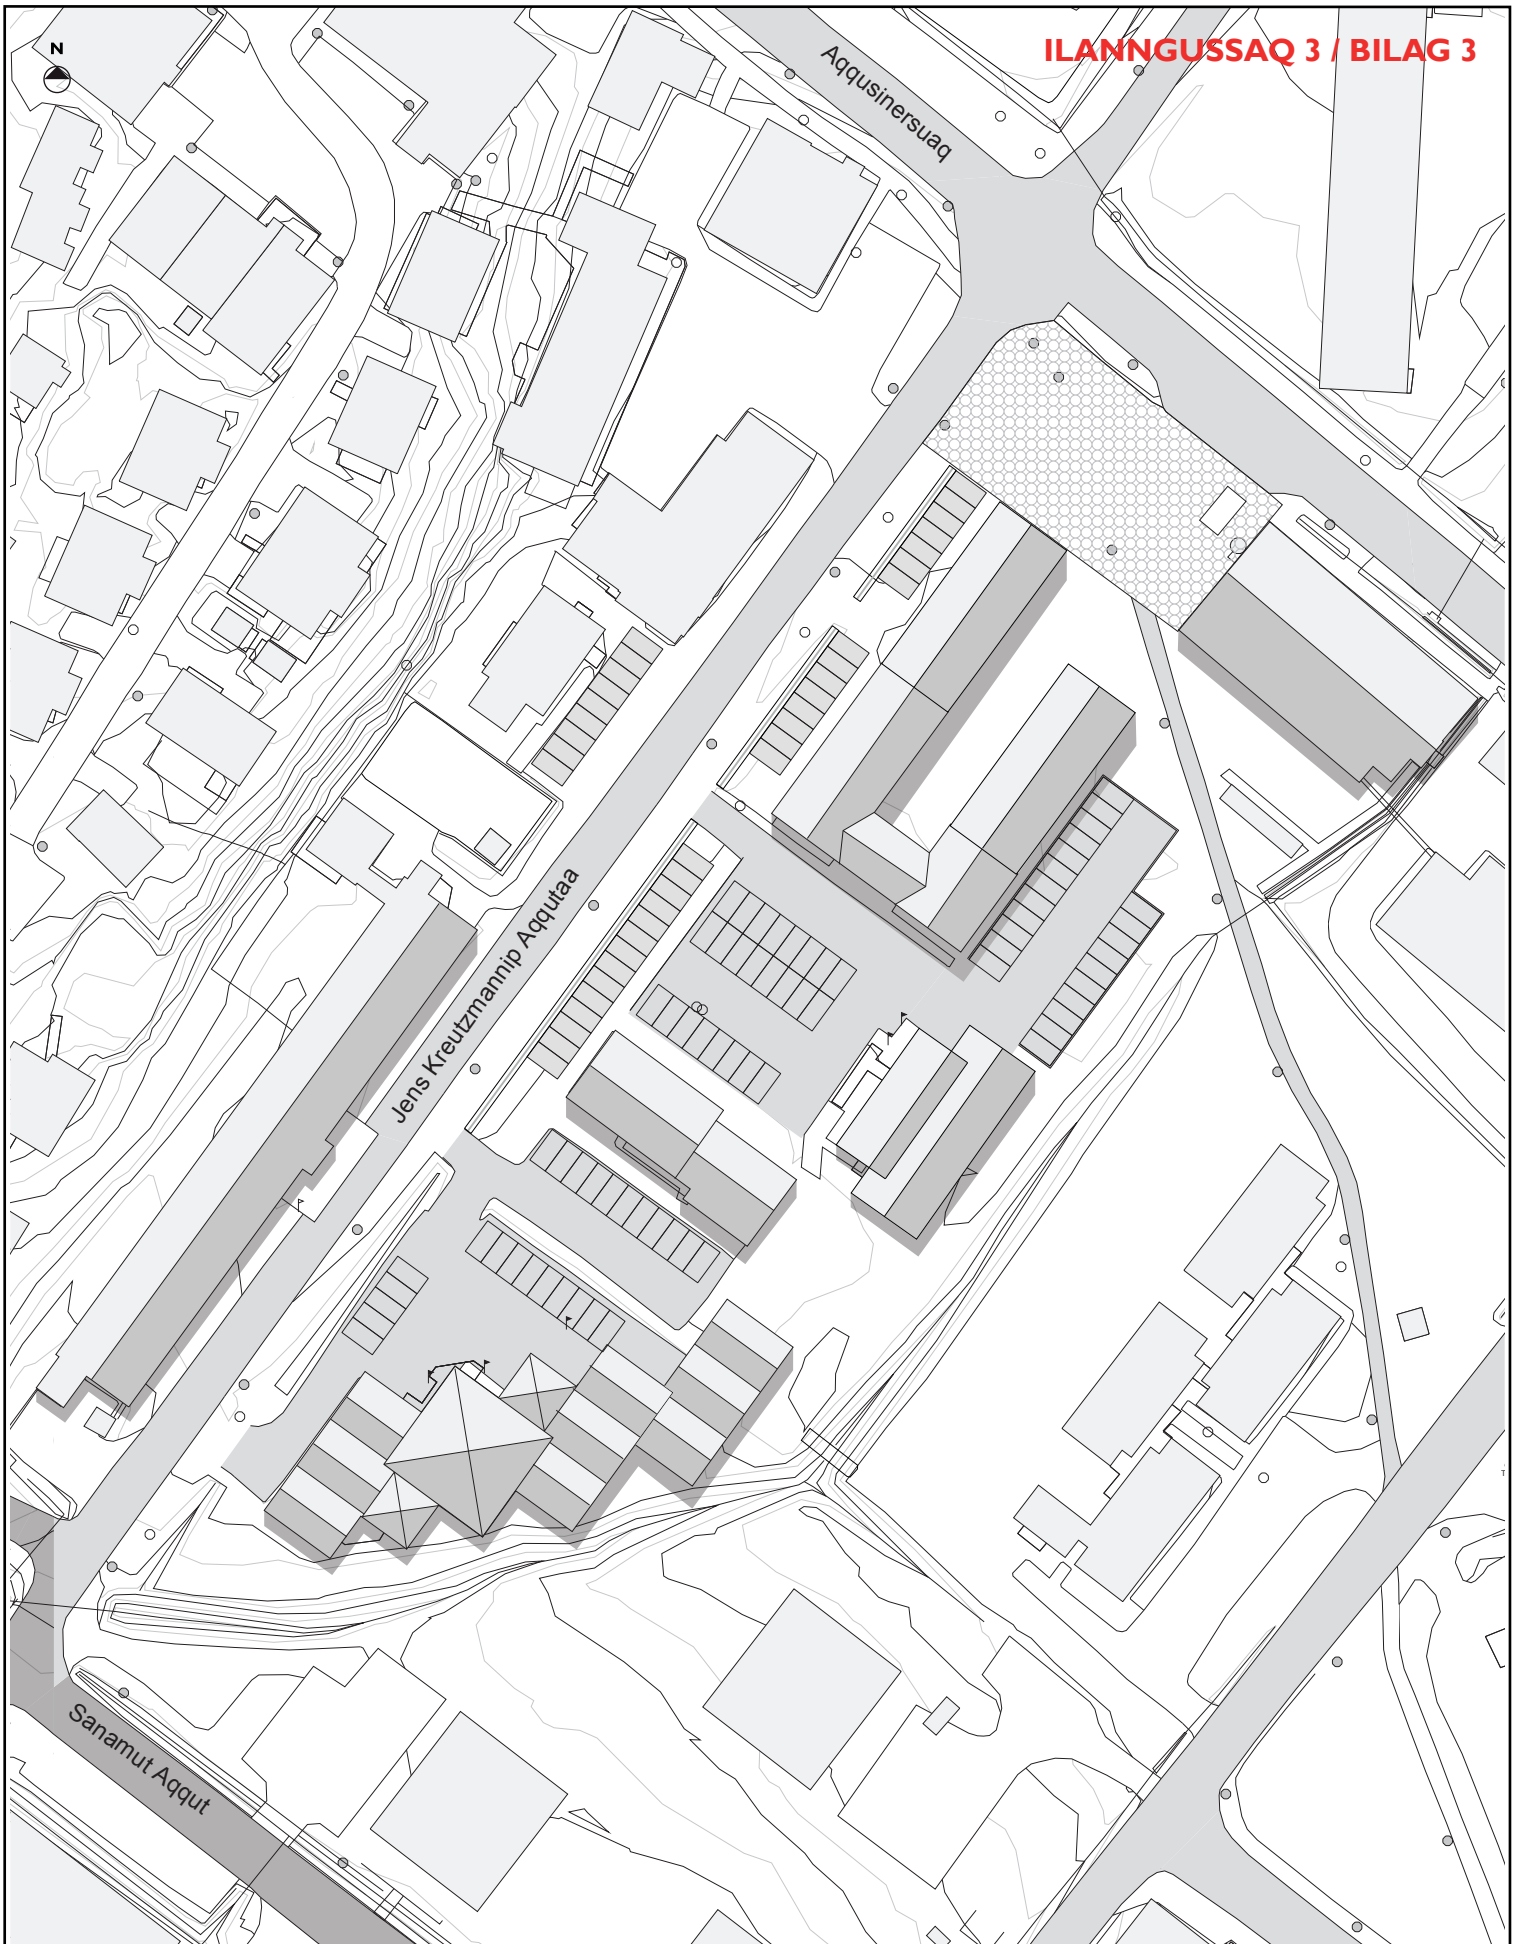 ILANNGUSSAQ 3 / BILAG 3
N
Aqqusinersuaq
Jens Kreutzmannip Aqqutaa
Sanamut Aqqut